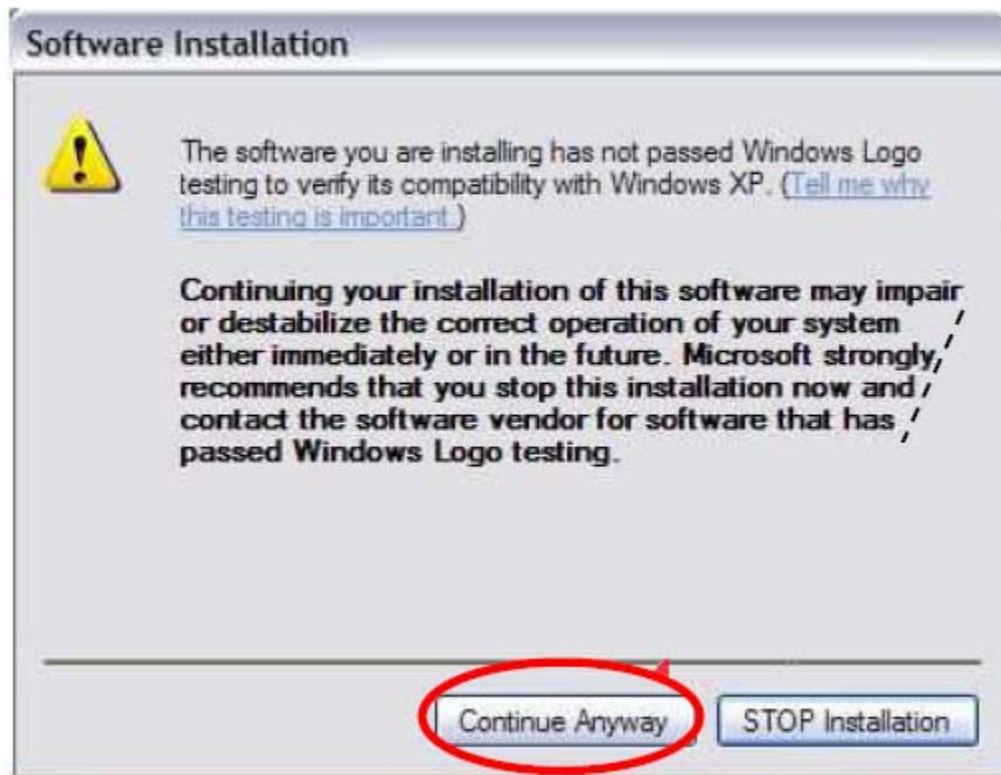 Software Installation
The software you are installing has not passed Windows Logo
testing to verify its compatibility with Windows XP. (Tell me why
this testing is important.)
Continuing your installation of this software may impair
or destabilize the correct operation of your system
either immediately or in the future. Microsoft strongly
recommends that you stop this installation now and
contact the software vendor for software that has
passed Windows Logo testing.
Continue Anyway
STOP Installation